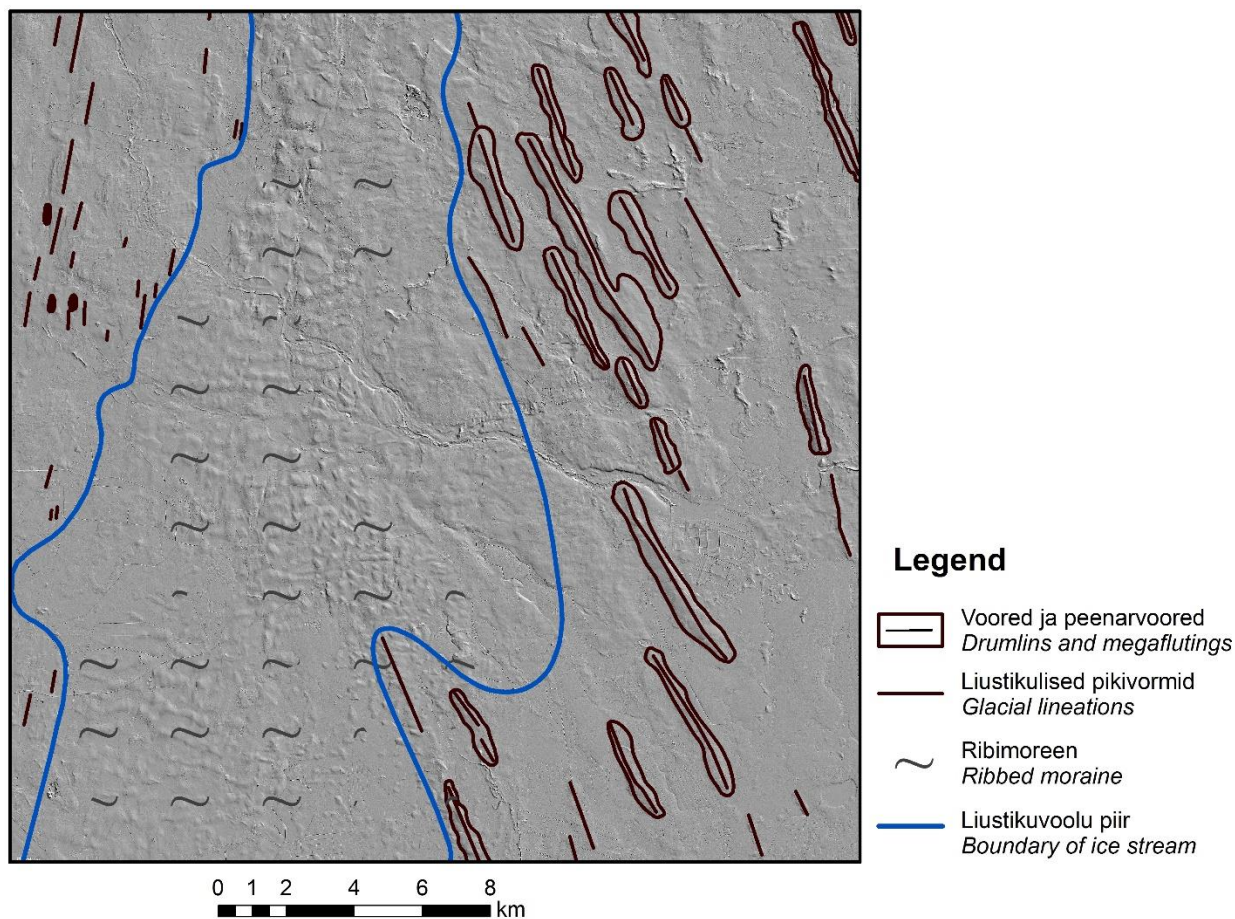 Legend
Voored ja peenarvoored
Drumlins and megaflutings
Liustikulised pikivormid
Glacial lineations
Ribimoreen
Ribbed moraine
Liustikuvoolu piir
Boundary of ice stream
0 1 2 4 6 8
km